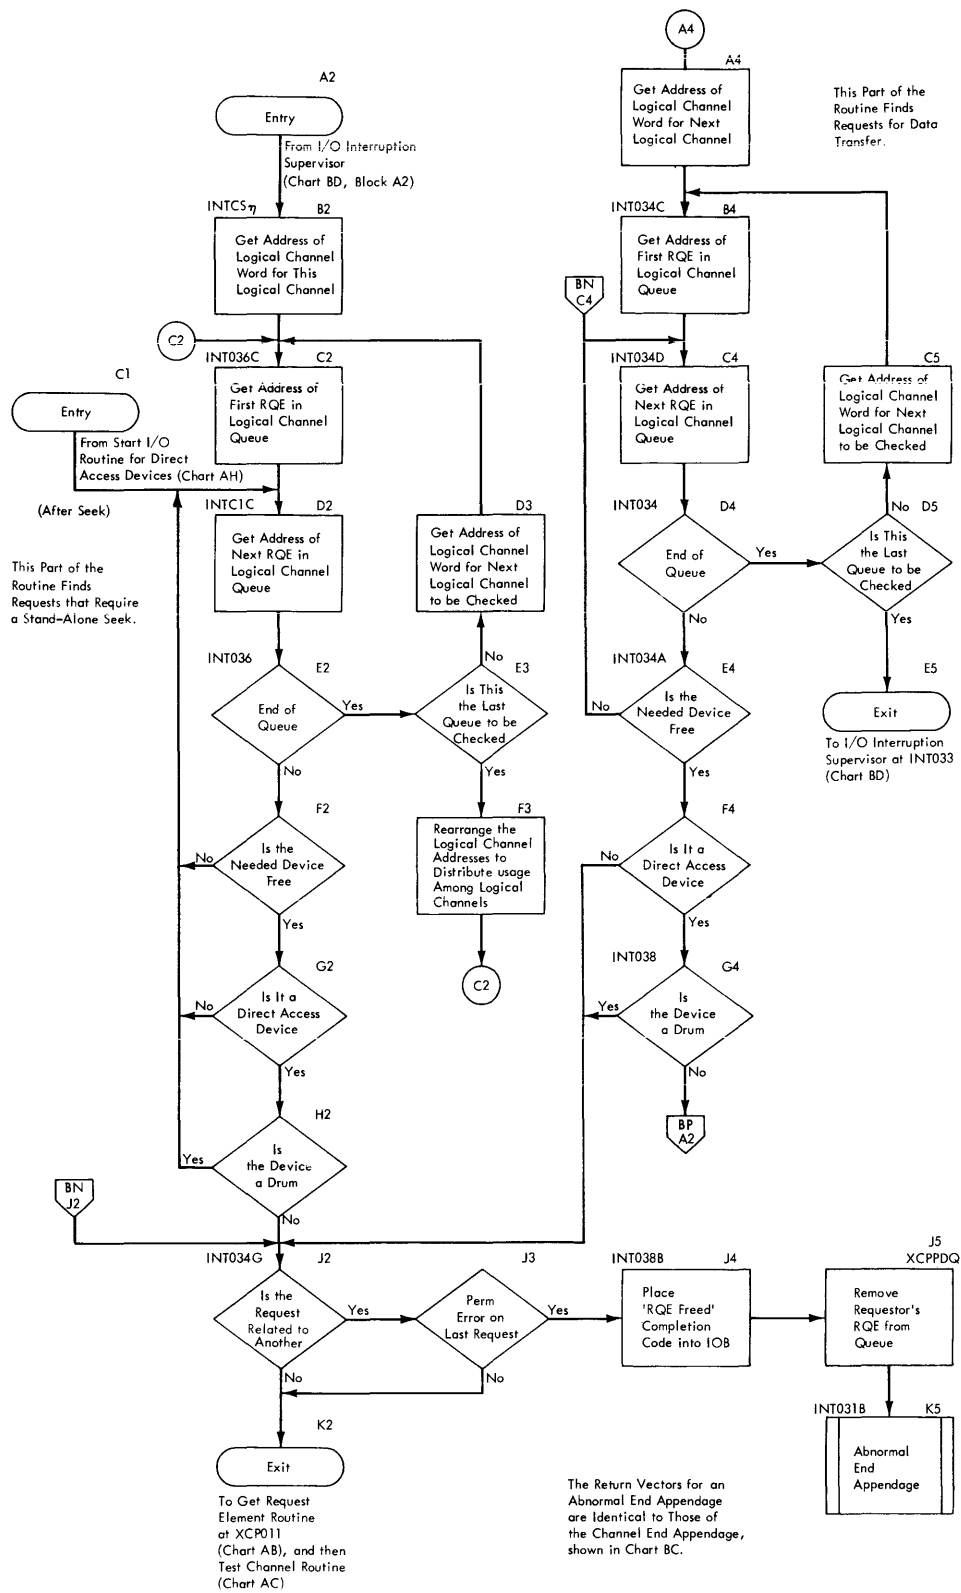 A4
A4
Get Address of
Logical Channel
Word for Next
Logical Channel
This Part of the
Routine Finds
Requests for Data
Transfer.
A2
Entry
From I/O Interruption
Supervisor
(Chart BD, Block A2)
INTCSη
B2
Get Address of
Logical Channel
Word for This
Logical Channel
INT034C
B4
Get Address of
First RQE in
Logical Channel
Queue
BN
C4
C2
INT036C
C2
Get Address of
First RQE in
Logical Channel
Queue
INT034D
C4
Get Address of
Next RQE in
Logical Channel
Queue
C5
Get Address of
Logical Channel
Word for Next
Logical Channel
to be Checked
C1
Entry
From Start I/O
Routine for Direct
Access Devices (Chart AH)
(After Seek)
INTC1C
D2
Get Address of
Next RQE in
Logical Channel
Queue
D3
Get Address of
Logical Channel
Word for Next
Logical Channel
to be Checked
INT034
D4
End of
Queue
Yes
No
No
D5
Is This
the Last
Queue to be
Checked
Yes
This Part of the
Routine Finds
Requests that Require
a Stand-Alone Seek.
INT036
E2
End of
Queue
Yes
No
No
E3
Is This
the Last
Queue to be
Checked
Yes
INT034A
E4
Is the
Needed Device
Free
No
Yes
E5
Exit
To I/O Interruption
Supervisor at INT033
(Chart BD)
F2
Is the
Needed Device
Free
No
Yes
F3
Rearrange the
Logical Channel
Addresses to
Distribute usage
Among Logical
Channels
C2
F4
Is It a
Direct Access
Device
No
Yes
G2
Is It a
Direct Access
Device
No
Yes
INT038
G4
Is
the Device
a Drum
Yes
No
BP
A2
H2
Is
the Device
a Drum
Yes
No
BN
J2
INT034G
J2
Is the
Request
Related to
Another
Yes
No
J3
Perm
Error on
Last Request
Yes
No
INT038B
J4
Place
'RQE Freed'
Completion
Code into IOB
J5
XCPPDQ
Remove
Requestor's
RQE from
Queue
K2
Exit
To Get Request
Element Routine
at XCP011
(Chart AB), and then
Test Channel Routine
(Chart AC)
The Return Vectors for an
Abnormal End Appendage
are Identical to Those of
the Channel End Appendage,
shown in Chart BC.
INT031B
K5
Abnormal
End
Appendage